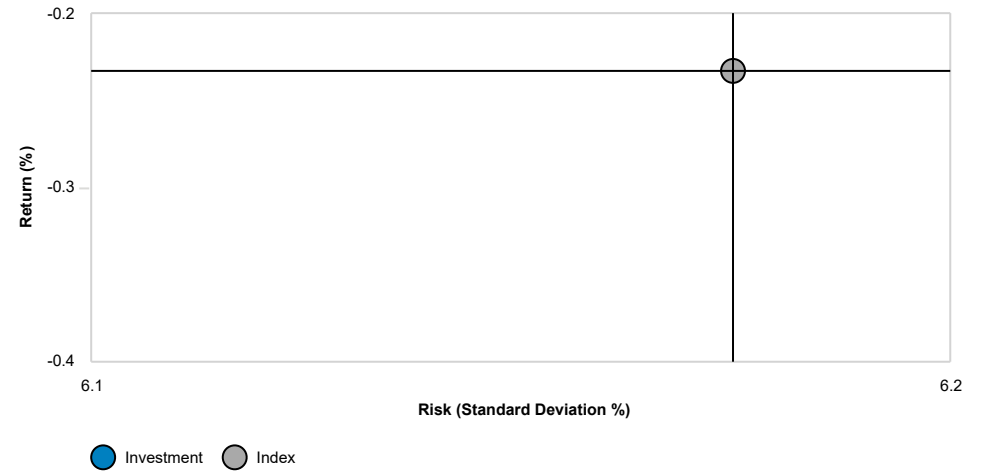 -0.2
-0.3
-0.4
Return (%)
6.1 6.2
Risk (Standard Deviation %)
Investment Index